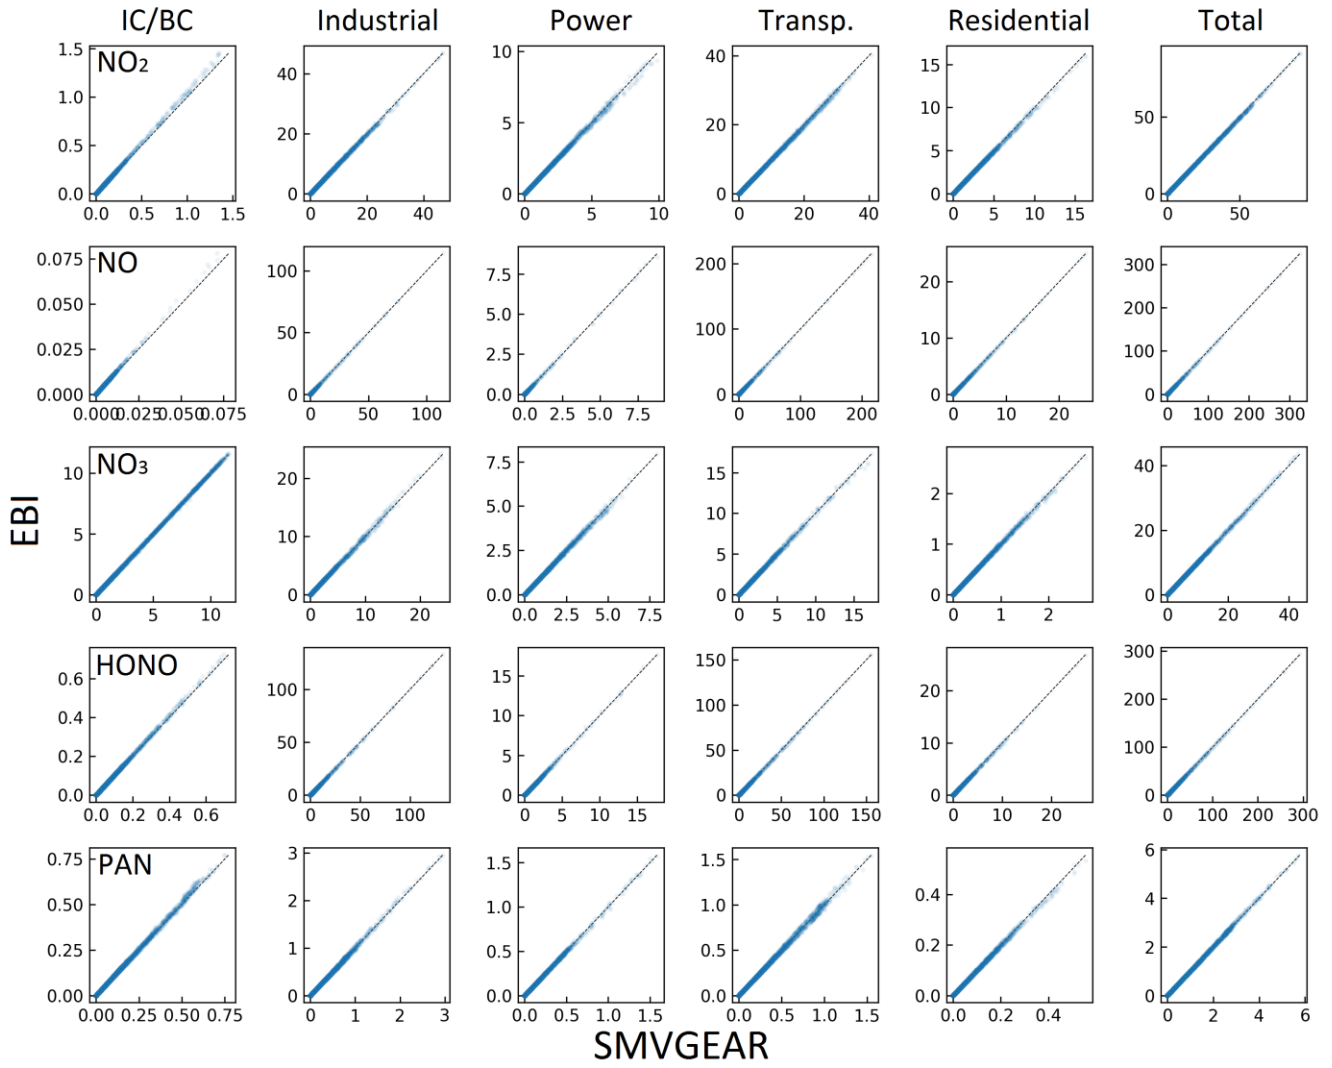 IC/BC Industrial Power Transp. Residential Total
NO₂
1.5 1.0 0.5 0.0
40 20 0
10 5 0
40 20 0
15 10 5 0
50 0
0.0 0.5 1.0 1.5
0 20 40
0 5 10
0 20 40
0 5 10 15
0 50
NO
0.075 0.050 0.025 0.000
100 50 0
7.5 5.0 2.5 0.0
200 100 0
20 10 0
300 200 100 0
0.000 0.025 0.050 0.075
0 50 100
0.0 2.5 5.0 7.5
0 100 200
0 10 20
0 100 200 300
EBI
NO₃
10 5 0
20 10 0
7.5 5.0 2.5 0.0
15 10 5 0
2 1 0
40 20 0
0 5 10
0 10 20
0.0 2.5 5.0 7.5
0 5 10 15
0 1 2
0 20 40
HONO
0.6 0.4 0.2 0.0
100 50 0
15 10 5 0
150 100 50 0
20 10 0
300 200 100 0
0.0 0.2 0.4 0.6
0 50 100
0 5 10 15
0 50 100 150
0 10 20
0 100 200 300
PAN
0.75 0.50 0.25 0.00
3 2 1 0
1.5 1.0 0.5 0.0
1.5 1.0 0.5 0.0
0.4 0.2 0.0
6 4 2 0
0.00 0.25 0.50 0.75
0 1 2 3
0.0 0.5 1.0 1.5
0.0 0.5 1.0 1.5
0.0 0.2 0.4
0 2 4 6
SMVGEAR